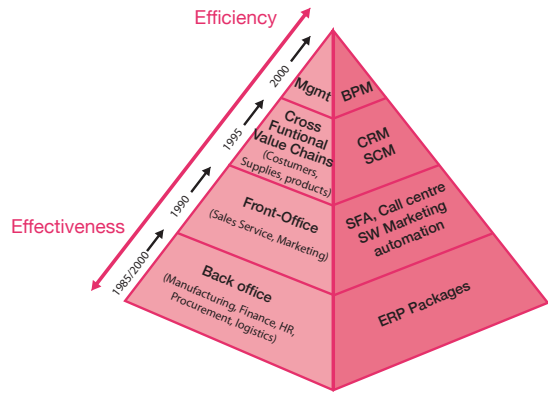 Efficiency
2000
Mgmt
BPM
1995
Cross
Funtional
Value Chains
(Costumers,
Supplies, products)
CRM
SCM
1990
Effectiveness
Front-Office
(Sales Service, Marketing)
SFA, Call centre
SW Marketing
automation
1985/2000
Back office
(Manufacturing, Finance, HR,
Procurement, logistics)
ERP Packages